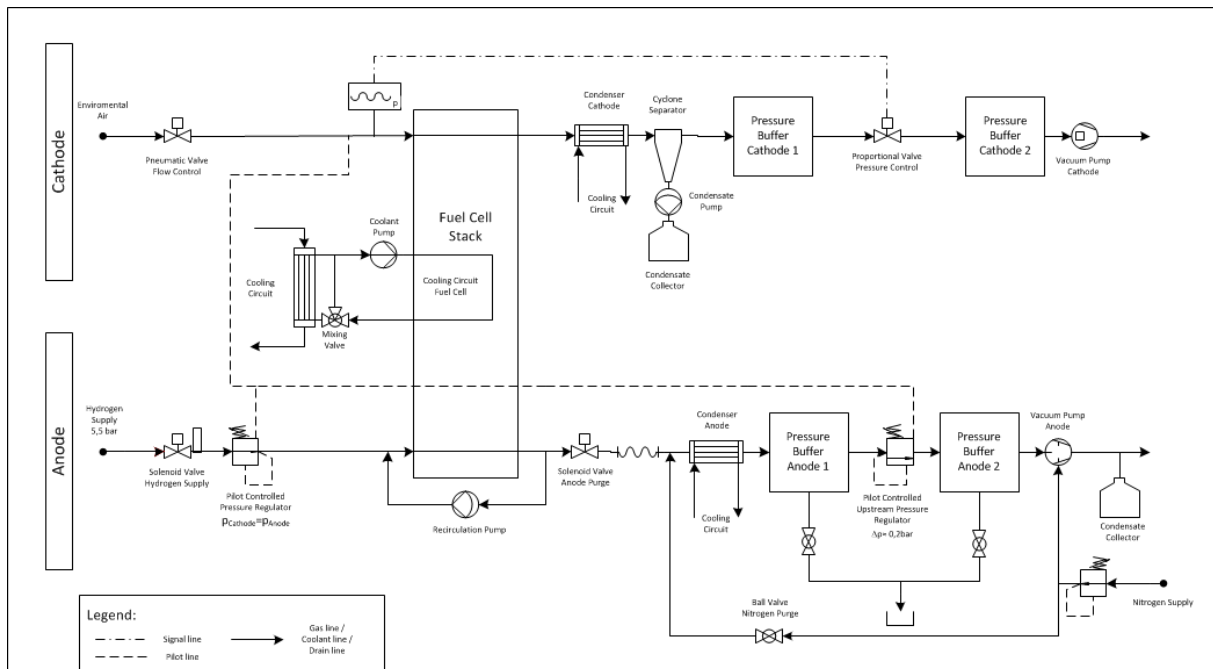 Cathode
Enviromental
Air
Pneumatic Valve
Flow Control
p
Fuel Cell
Stack
Condenser
Cathode
Cooling
Circuit
Cyclone
Separator
Condensate
Pump
Condensate
Collector
Pressure
Buffer
Cathode 1
Proportional Valve
Pressure Control
Pressure
Buffer
Cathode 2
Vacuum Pump
Cathode
Cooling
Circuit
Coolant
Pump
Cooling Circuit
Fuel Cell
Mixing
Valve
Anode
Hydrogen
Supply
5,5 bar
Solenoid Valve
Hydrogen Supply
Pilot Controlled
Pressure Regulator
pCathode=pAnode
Recirculation Pump
Solenoid Valve
Anode Purge
Condenser
Anode
Cooling
Circuit
Pressure
Buffer
Anode 1
Pilot Controlled
Upstream Pressure
Regulator
Δp= 0,2bar
Pressure
Buffer
Anode 2
Vacuum Pump
Anode
Condensate
Collector
Nitrogen Supply
Ball Valve
Nitrogen Purge
Legend:
Signal line
Pilot line
Gas line /
Coolant line /
Drain line